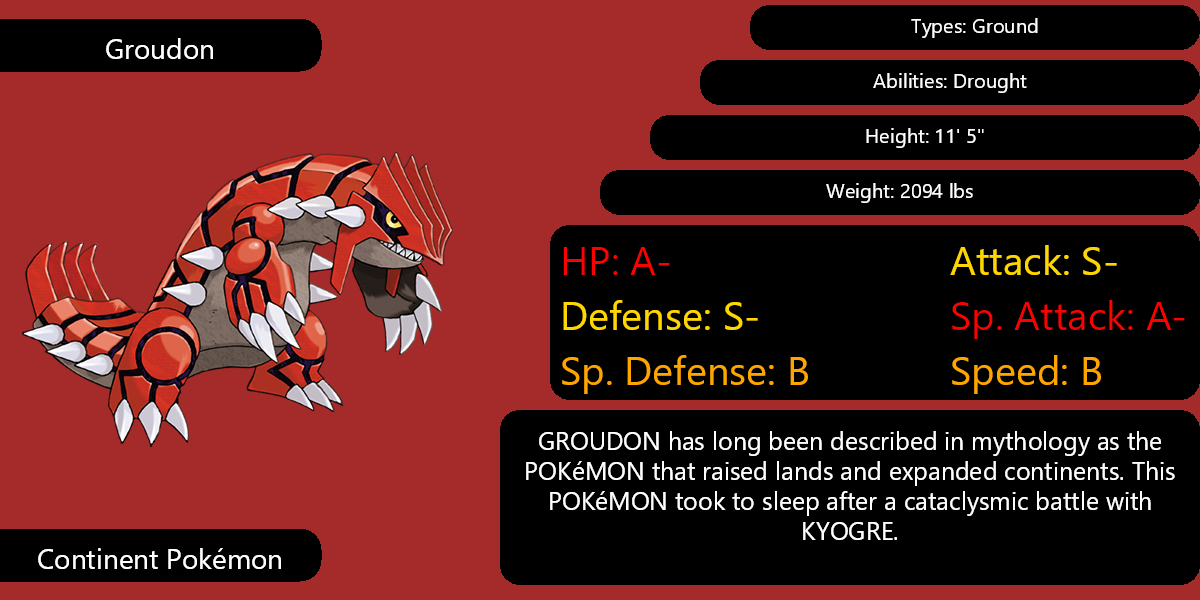 Groudon
Types: Ground
Abilities: Drought
Height: 11' 5"
Weight: 2094 lbs
HP: A-
Attack: S-
Defense: S-
Sp. Attack: A-
Sp. Defense: B
Speed: B
GROUDON has long been described in mythology as the
POKéMON that raised lands and expanded continents. This
POKéMON took to sleep after a cataclysmic battle with
KYOGRE.
Continent Pokémon